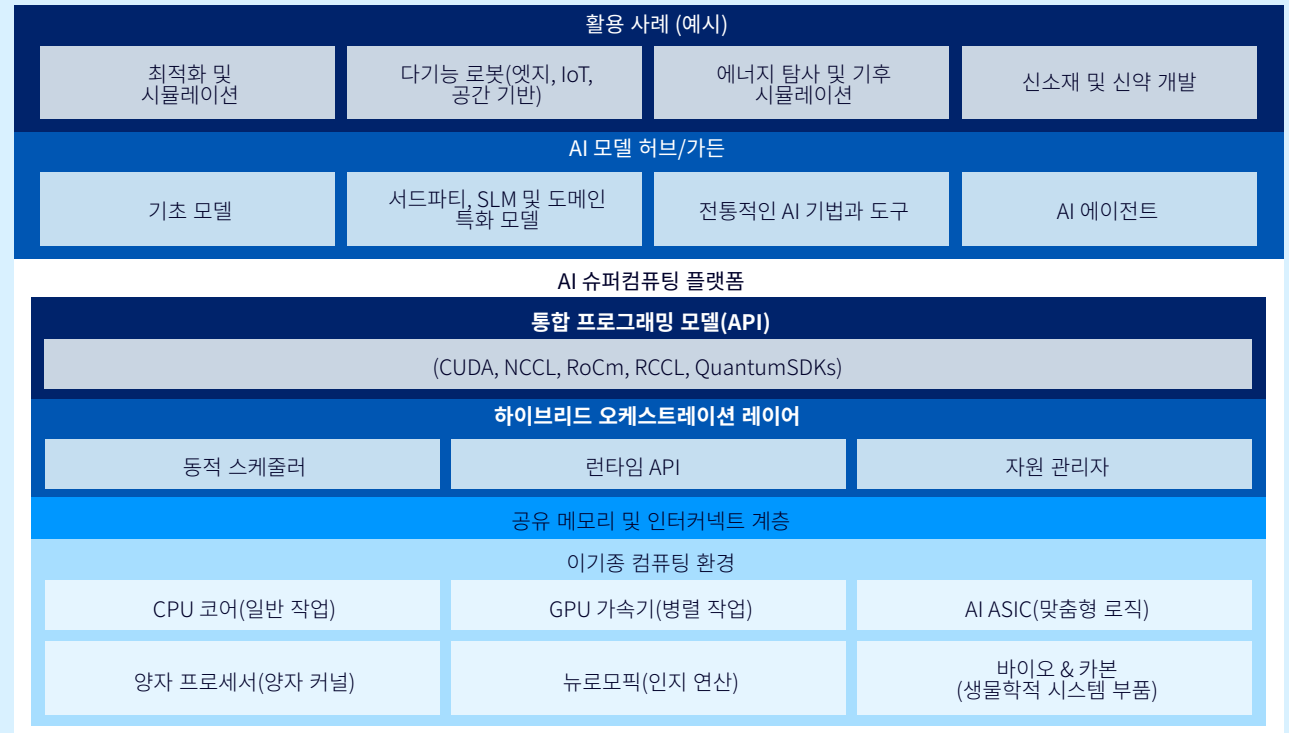 활용 사례 (예시)
최적화 및
시뮬레이션
다기능 로봇(엣지, IoT,
공간 기반)
에너지 탐사 및 기후
시뮬레이션
신소재 및 신약 개발
AI 모델 허브/가든
기초 모델
서드파티, SLM 및 도메인
특화 모델
전통적인 AI 기법과 도구
AI 에이전트
AI 슈퍼컴퓨팅 플랫폼
통합 프로그래밍 모델(API)
(CUDA, NCCL, RoCm, RCCL, QuantumSDKs)
하이브리드 오케스트레이션 레이어
동적 스케줄러
런타임 API
자원 관리자
공유 메모리 및 인터커넥트 계층
이기종 컴퓨팅 환경
CPU 코어(일반 작업)
GPU 가속기(병렬 작업)
AI ASIC(맞춤형 로직)
양자 프로세서(양자 커널)
뉴로모픽(인지 연산)
바이오 & 카본
(생물학적 시스템 부품)